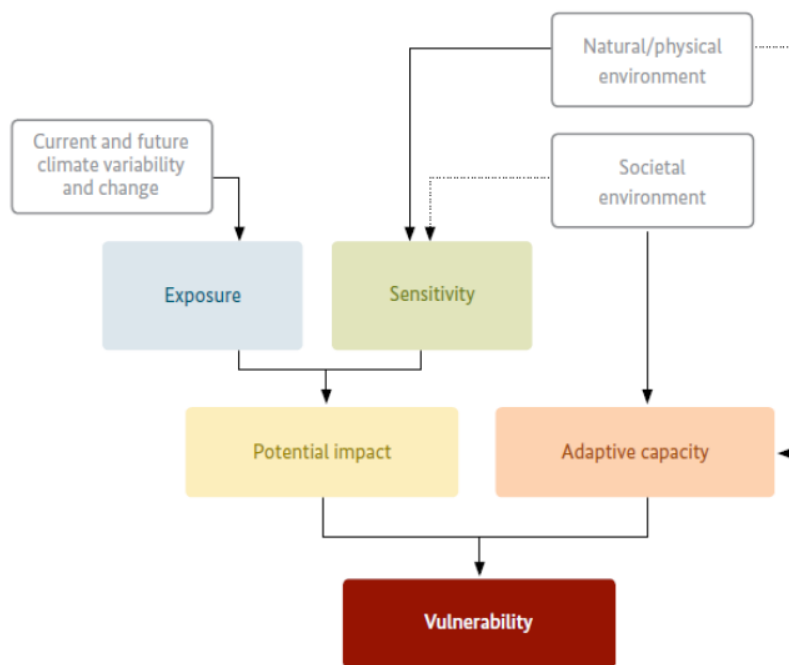 Natural/physical
environment
Current and future
climate variability
and change
Societal
environment
Exposure
Sensitivity
Potential impact
Adaptive capacity
Vulnerability